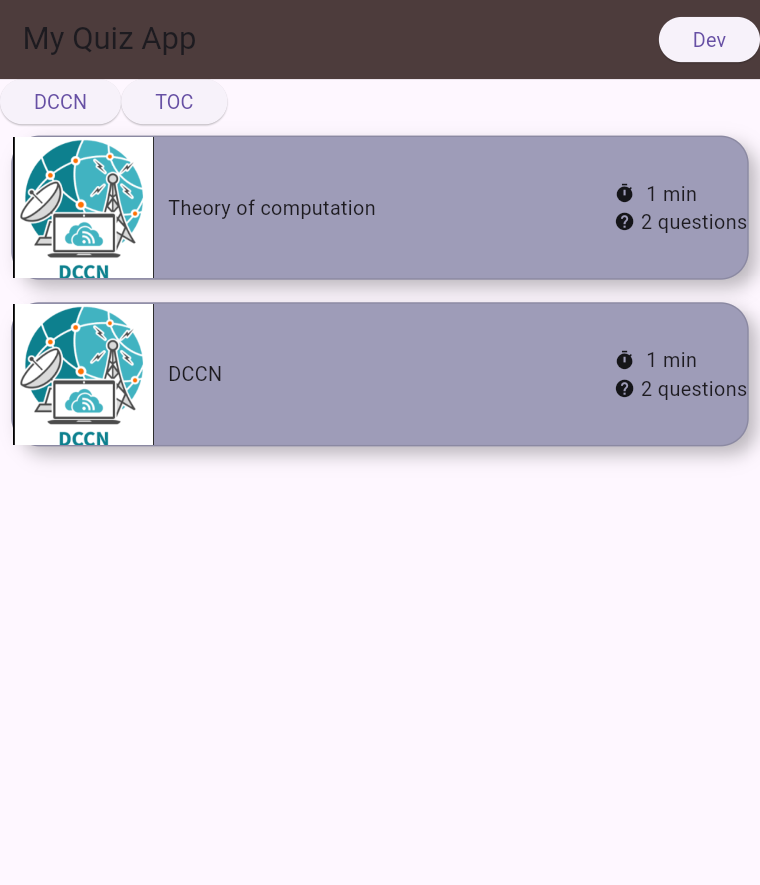 My Quiz App
Dev
DCCN
TOC
DCCN
Theory of computation
1 min
2 questions
DCCN
DCCN
1 min
2 questions